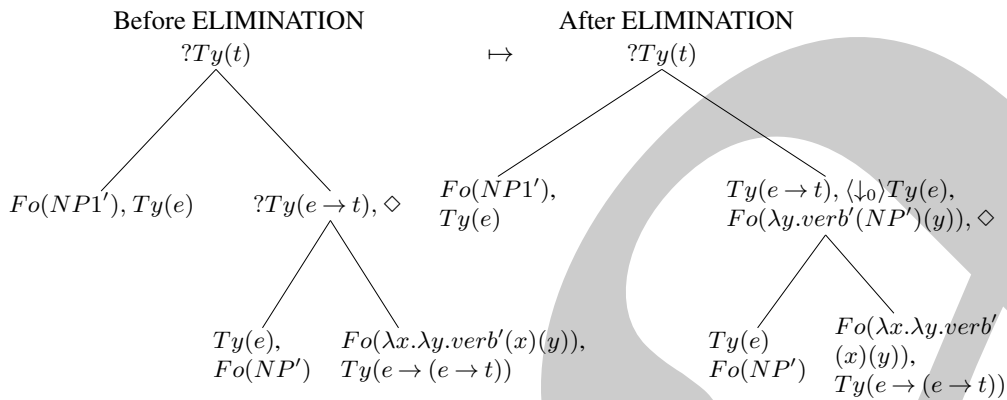 Before ELIMINATION After ELIMINATION
?Ty(t) ↦ ?Ty(t)
Fo(NP1′), Ty(e) ?Ty(e → t), ◇ Fo(NP1′), Ty(e → t), ⟨↓₀⟩Ty(e),
Ty(e) Fo(λy.verb′(NP′)(y)), ◇
Ty(e), Fo(λx.λy.verb′(x)(y)), Ty(e) Fo(λx.λy.verb′
Fo(NP′) Ty(e → (e → t)) Fo(NP′) (x)(y)),
Ty(e → (e → t))